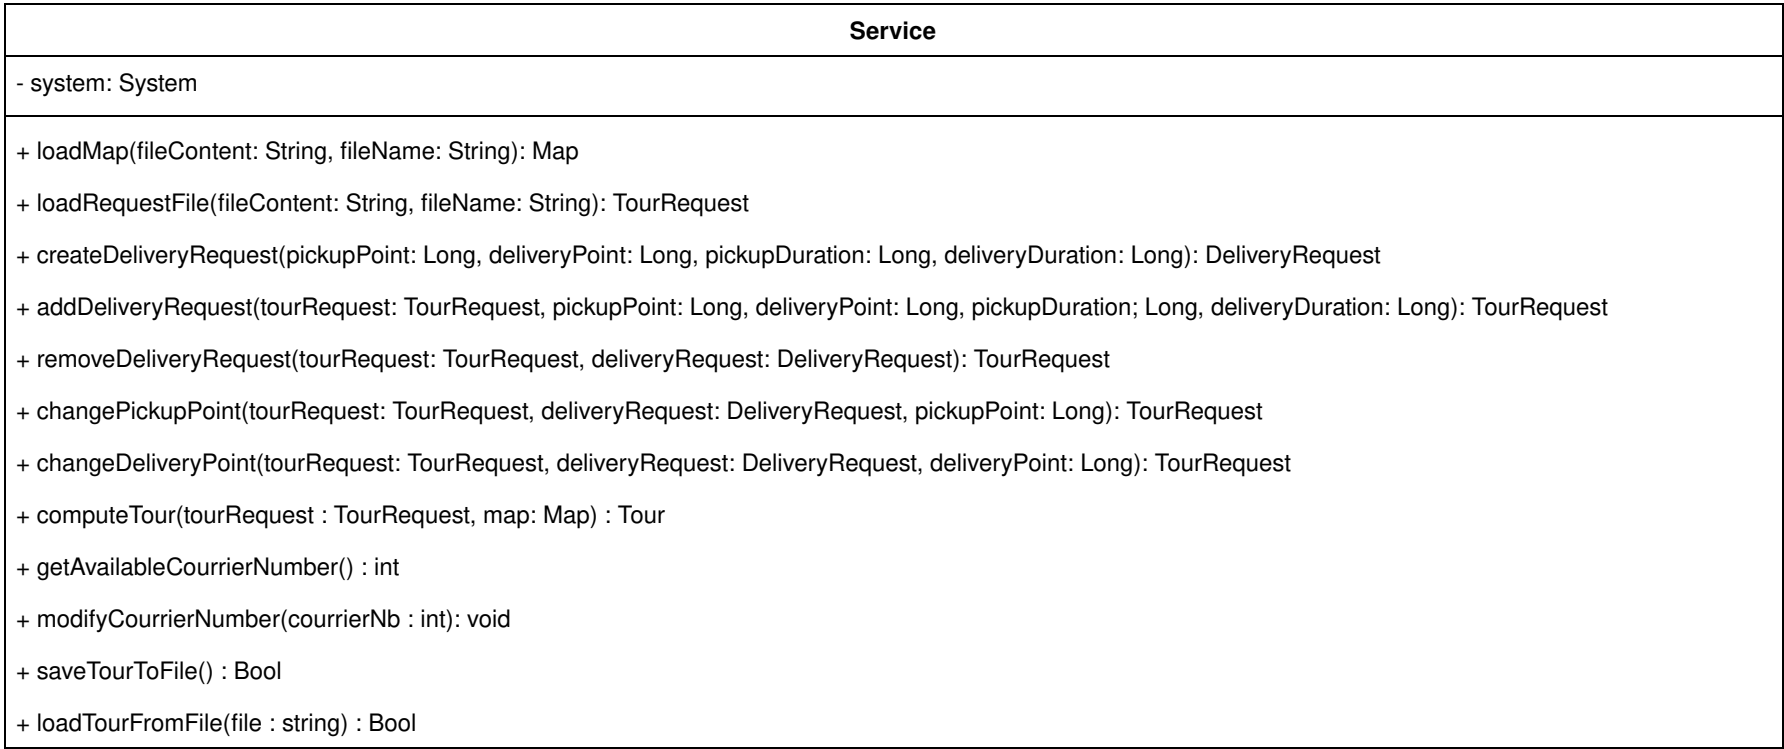 Service
- system: System
+ loadMap(fileContent: String, fileName: String): Map
+ loadRequestFile(fileContent: String, fileName: String): TourRequest
+ createDeliveryRequest(pickupPoint: Long, deliveryPoint: Long, pickupDuration: Long, deliveryDuration: Long): DeliveryRequest
+ addDeliveryRequest(tourRequest: TourRequest, pickupPoint: Long, deliveryPoint: Long, pickupDuration; Long, deliveryDuration: Long): TourRequest
+ removeDeliveryRequest(tourRequest: TourRequest, deliveryRequest: DeliveryRequest): TourRequest
+ changePickupPoint(tourRequest: TourRequest, deliveryRequest: DeliveryRequest, pickupPoint: Long): TourRequest
+ changeDeliveryPoint(tourRequest: TourRequest, deliveryRequest: DeliveryRequest, deliveryPoint: Long): TourRequest
+ computeTour(tourRequest : TourRequest, map: Map) : Tour
+ getAvailableCourrierNumber() : int
+ modifyCourrierNumber(courrierNb : int): void
+ saveTourToFile() : Bool
+ loadTourFromFile(file : string) : Bool